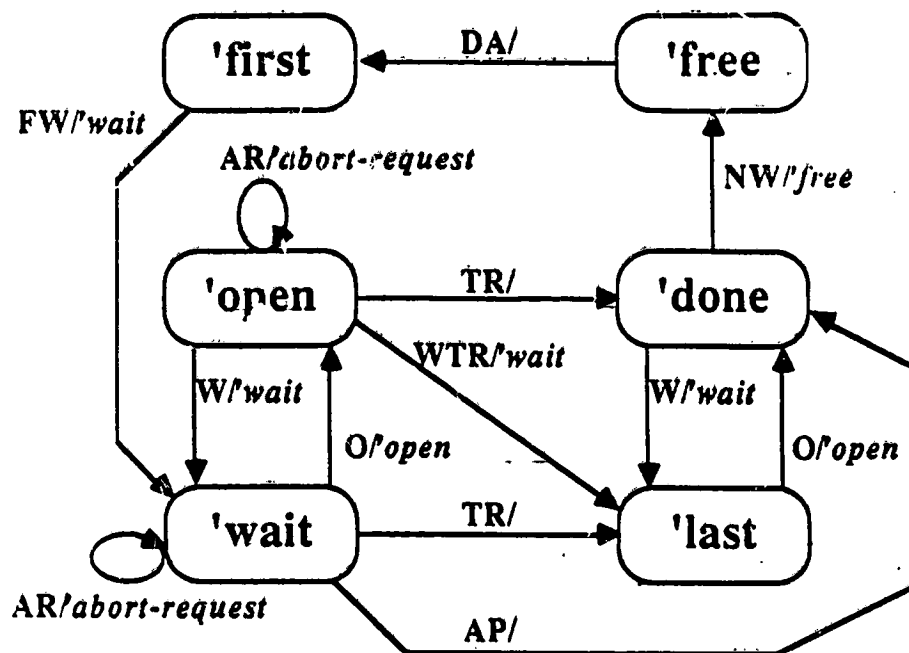 DA/
'first 'free
FW/'wait
AR/abort-request
NW/'free
'open TR/ 'done
WTR/'wait
W/'wait W/'wait
O/'open O/'open
'wait TR/ 'last
AR/'abort-request
AP/